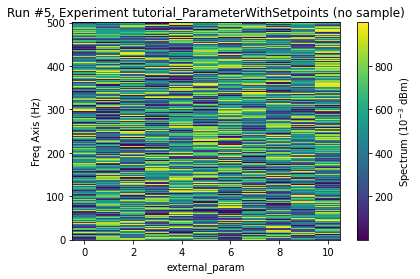 Run #5, Experiment tutorial_ParameterWithSetpoints (no sample)
500
400
300
200
100
0
Freq Axis (Hz)
0 2 4 6 8 10
external_param
800
600
400
200
Spectrum (10⁻³ dBm)